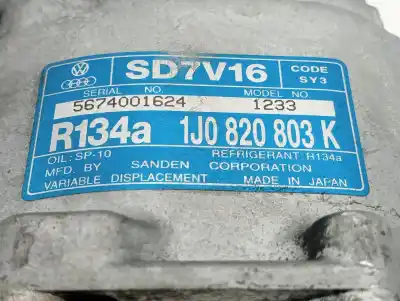 SD7V16 CODE SY3
SERIAL NO. MODEL NO.
5674001624 1233
R134a 1J0 820 803 K
OIL: SP-10 REFRIGERANT: R134a
MFD. BY SANDEN CORPORATION
VARIABLE DISPLACEMENT MADE IN JAPAN